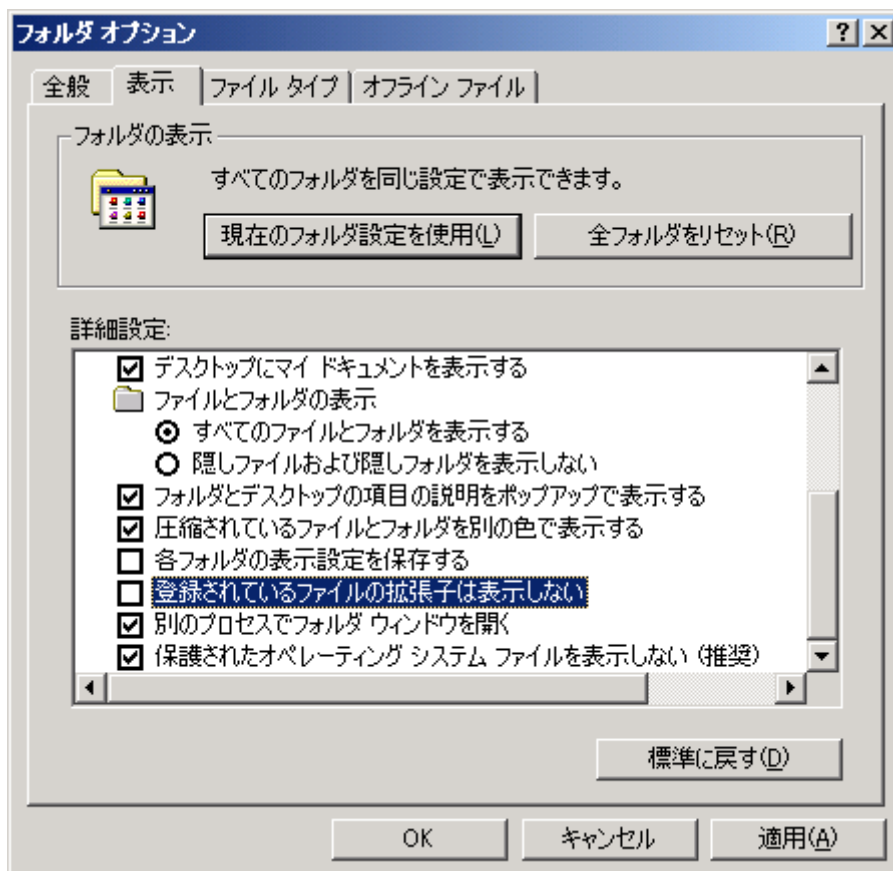 フォルダ オプション
全般 表示 ファイル タイプ オフライン ファイル
フォルダの表示
すべてのフォルダを同じ設定で表示できます。
現在のフォルダ設定を使用(L) 全フォルダをリセット(R)
詳細設定:
デスクトップにマイ ドキュメントを表示する
ファイルとフォルダの表示
すべてのファイルとフォルダを表示する
隠しファイルおよび隠しフォルダを表示しない
フォルダとデスクトップの項目の説明をポップアップで表示する
圧縮されているファイルとフォルダを別の色で表示する
各フォルダの表示設定を保存する
登録されているファイルの拡張子は表示しない
別のプロセスでフォルダ ウィンドウを開く
保護されたオペレーティング システム ファイルを表示しない (推奨)
標準に戻す(D)
OK キャンセル 適用(A)